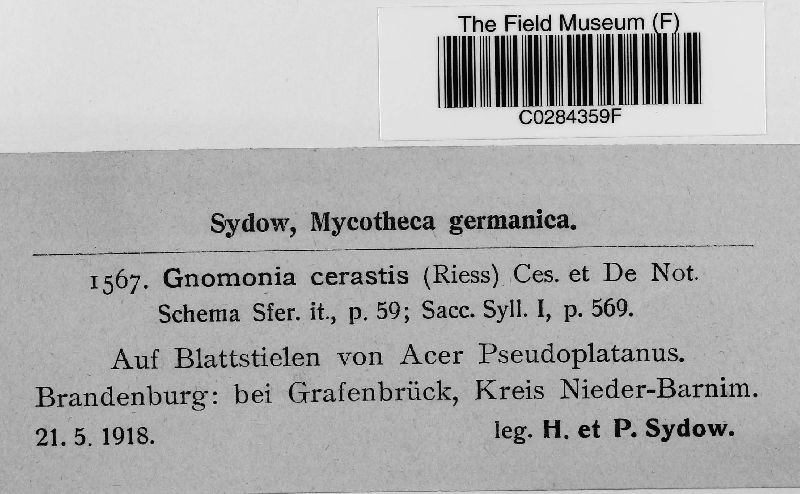 The Field Museum (F)
C0284359F
Sydow, Mycotheca germanica.
1567. Gnomonia cerastis (Riess) Ces. et De Not.
Schema Sfer. it., p. 59; Sacc. Syll. I, p. 569.
Auf Blattstielen von Acer Pseudoplatanus.
Brandenburg: bei Grafenbrück, Kreis Nieder-Barnim.
21. 5. 1918. leg. H. et P. Sydow.